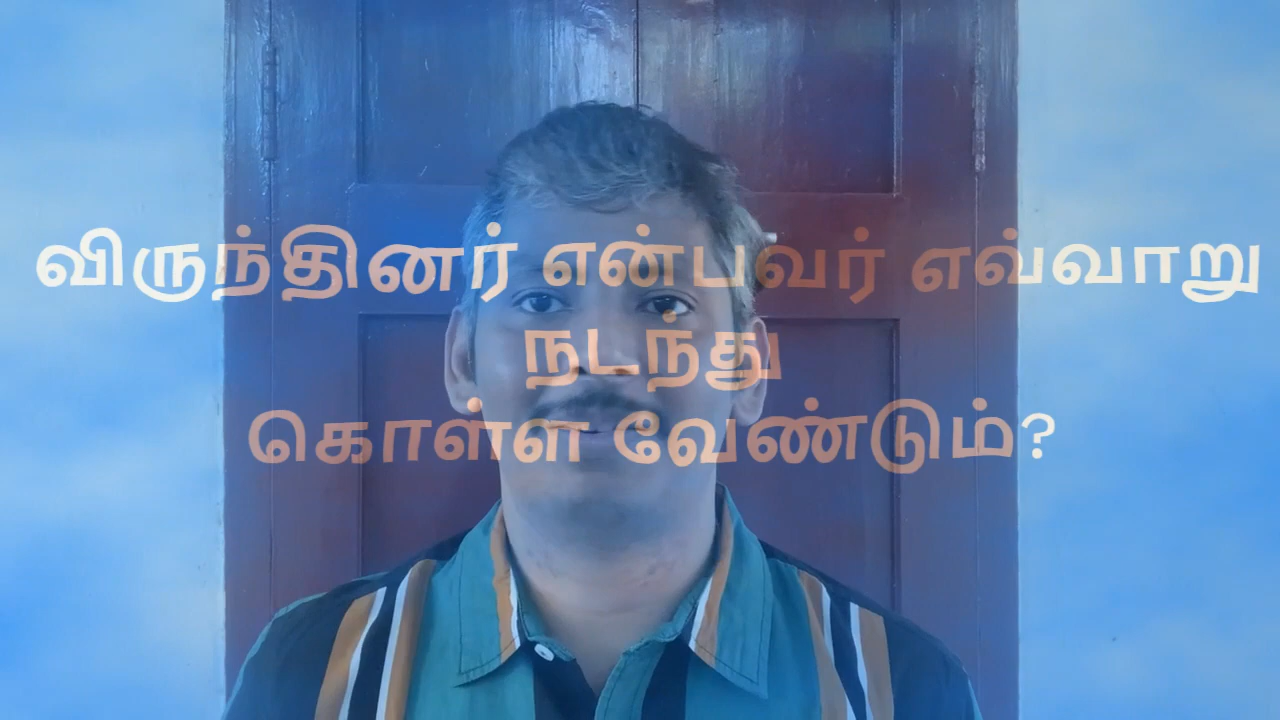 விருந்தினர் என்பவர் எவ்வாறு
நடந்து
கொள்ள வேண்டும்?